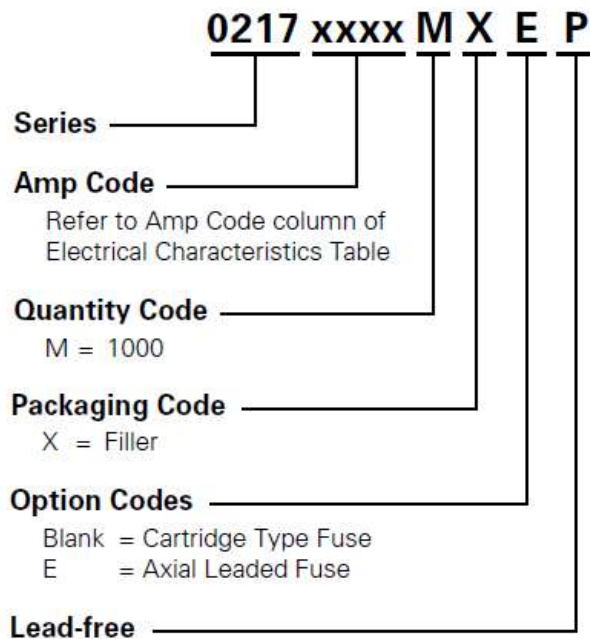 0217 xxxx M X E P
Series
Amp Code
Refer to Amp Code column of
Electrical Characteristics Table
Quantity Code
M = 1000
Packaging Code
X = Filler
Option Codes
Blank = Cartridge Type Fuse
E = Axial Leaded Fuse
Lead-free